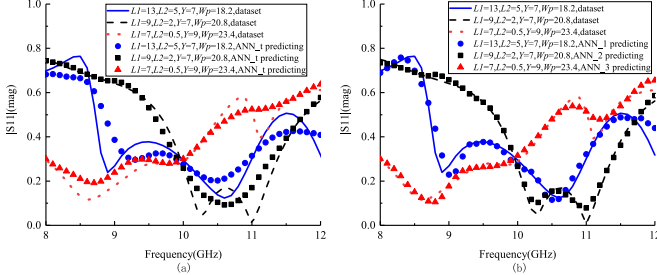 L1=13,L2=5,Y=7,Wp=18.2,dataset
L1=9,L2=2,Y=7,Wp=20.8,dataset
L1=7,L2=0.5,Y=9,Wp=23.4,dataset
L1=13,L2=5,Y=7,Wp=18.2,ANN_t predicting
L1=9,L2=2,Y=7,Wp=20.8,ANN_t predicting
L1=7,L2=0.5,Y=9,Wp=23.4,ANN_t predicting
|S11|(mag)
1.0
0.8
0.6
0.4
0.2
0.0
8 9 10 11 12
Frequency(GHz)
(a)
L1=13,L2=5,Y=7,Wp=18.2,dataset
L1=9,L2=2,Y=7,Wp=20.8,dataset
L1=7,L2=0.5,Y=9,Wp=23.4,dataset
L1=13,L2=5,Y=7,Wp=18.2,ANN_1 predicting
L1=9,L2=2,Y=7,Wp=20.8,ANN_2 predicting
L1=7,L2=0.5,Y=9,Wp=23.4,ANN_3 predicting
|S11|(mag)
1.0
0.8
0.6
0.4
0.2
0.0
8 9 10 11 12
Frequency(GHz)
(b)